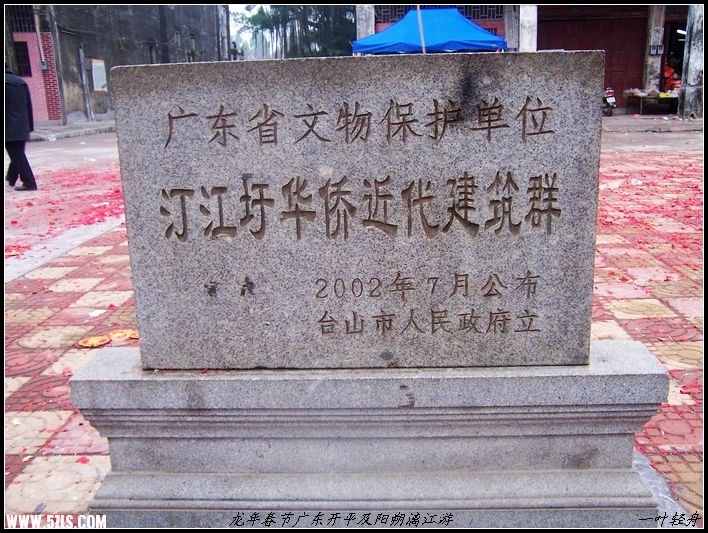 广东省文物保护单位
汀江圩华侨近代建筑群
2002年7月公布
台山市人民政府立
WWW.57IS.COM
龙年春节广东开平及阳朔漓江游
一叶轻舟